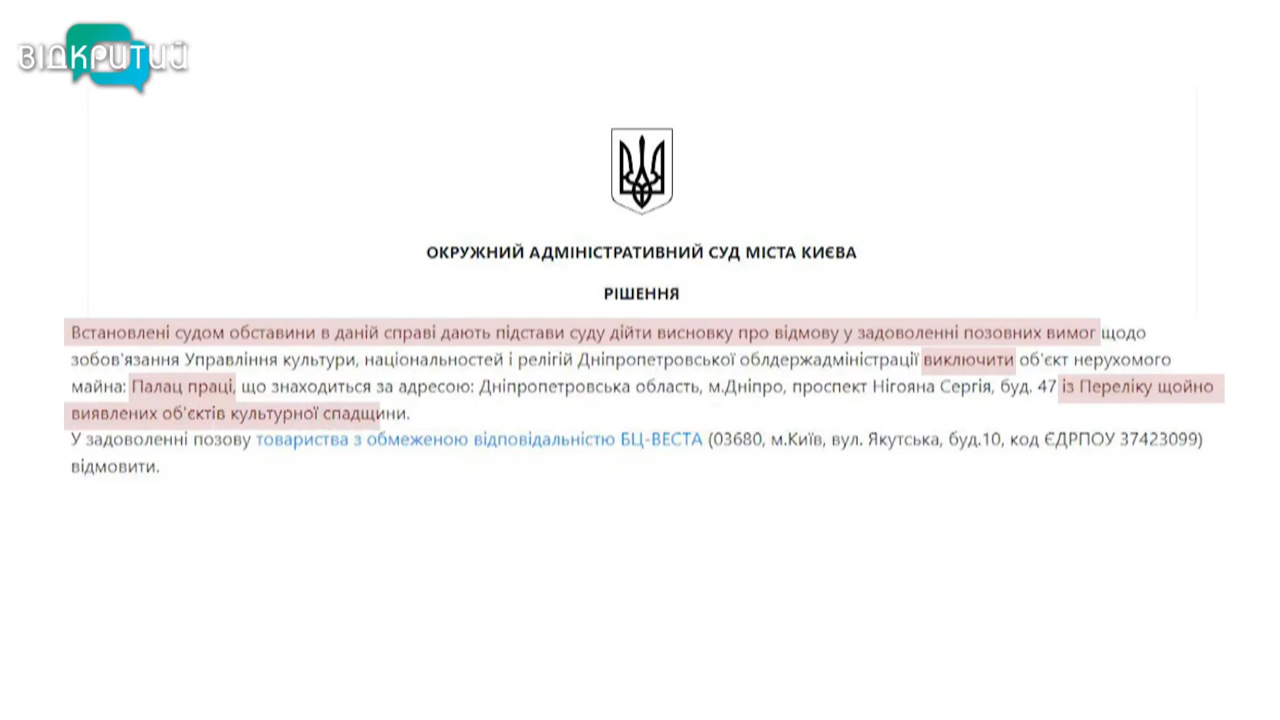 ВІДКРИТИЙ
ОКРУЖНИЙ АДМІНІСТРАТИВНИЙ СУД МІСТА КИЄВА
РІШЕННЯ
Встановлені судом обставини в даній справі дають підстави суду дійти висновку про відмову у задоволенні позовних вимог щодо
зобов'язання Управління культури, національностей і релігій Дніпропетровської облдержадміністрації виключити об'єкт нерухомого
майна: Палац праці, що знаходиться за адресою: Дніпропетровська область, м.Дніпро, проспект Нігояна Сергія, буд. 47 із Переліку щойно
виявлених об'єктів культурної спадщини.
У задоволенні позову товариства з обмеженою відповідальністю БЦ-ВЕСТА (03680, м.Київ, вул. Якутська, буд.10, код ЄДРПОУ 37423099)
відмовити.